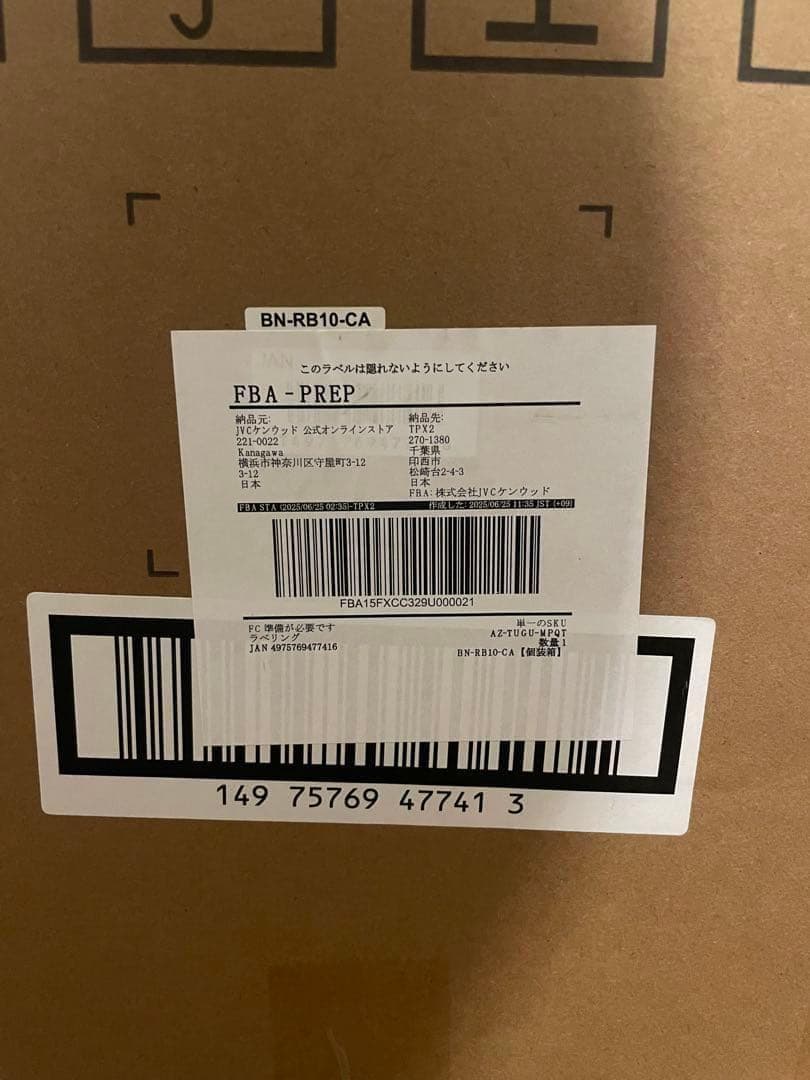 BN-RB10-CA
このラベルは隠れないようにしてください
FBA-PREP
納品元:
JVCケンウッド 公式オンラインストア
221-0022
Kanagawa
横浜市神奈川区守屋町3-12
3-12
日本
納品先:
TPX2
270-1380
千葉県
印西市
松崎台2-4-3
日本
FBA: 株式会社JVCケンウッド
FBA STA (2025/06/25 02:35)-TPX2
作成した: 2025/06/25 11:35 JST (+09)
FBA15FXCC329U000021
FC 準備が必要です
ラベリング
JAN 4975769477416
単一のSKU
AZ-TUGU-MPQT
数量 1
BN-RB10-CA【個装箱】
149 75769 47741 3